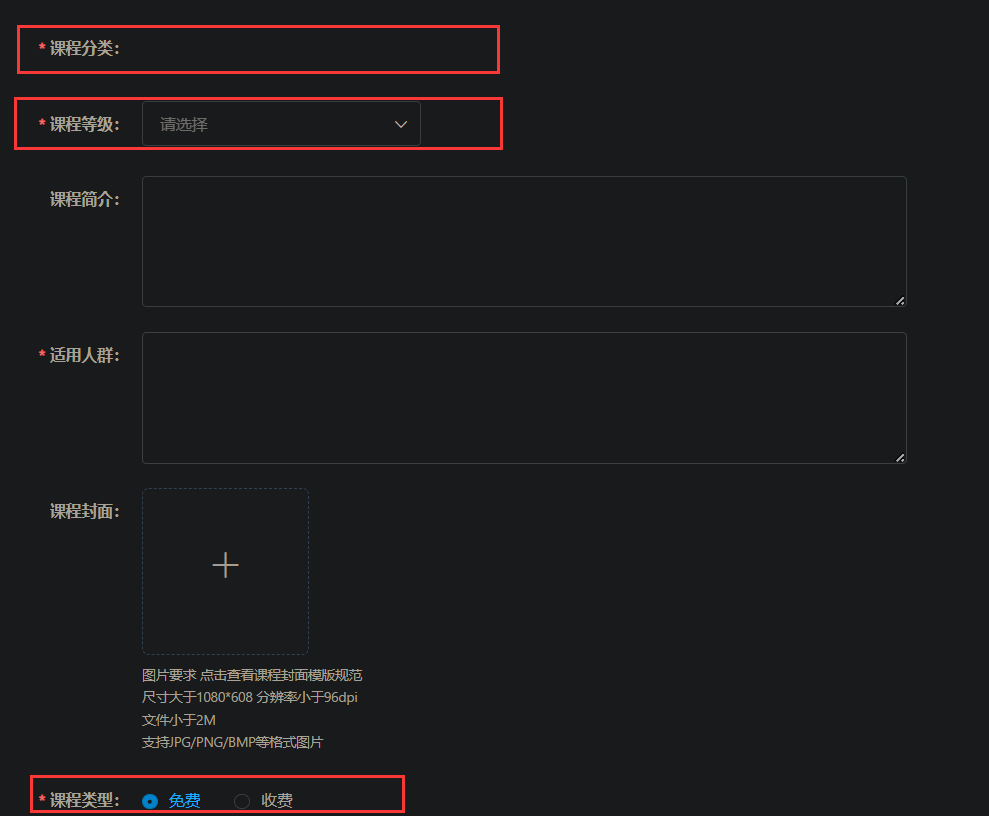 * 课程分类：
* 课程等级： 请选择
课程简介：
* 适用人群：
课程封面：
图片要求 点击查看课程封面模版规范
尺寸大于1080*608 分辨率小于96dpi
文件小于2M
支持JPG/PNG/BMP等格式图片
* 课程类型： 免费 收费